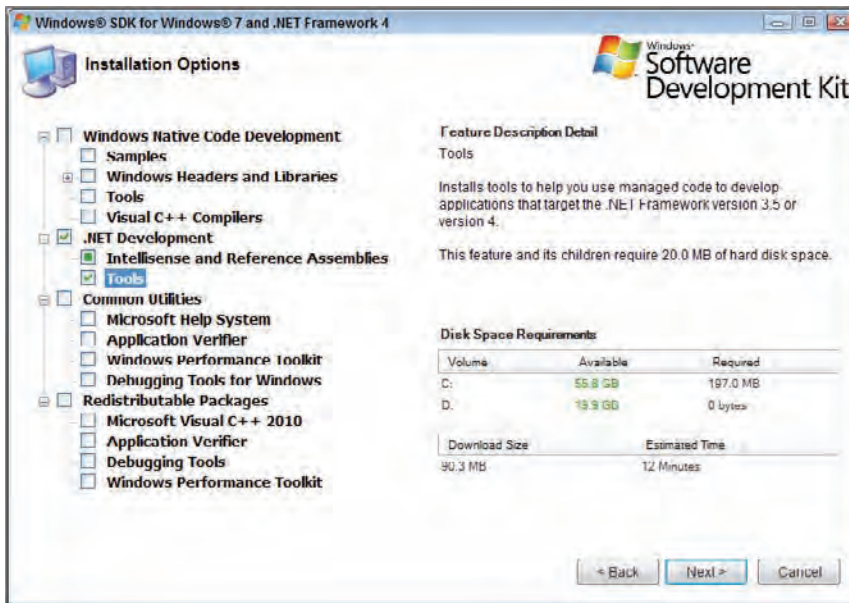 Windows® SDK for Windows® 7 and .NET Framework 4
Installation Options
Windows®
Software
Development Kit
Windows Native Code Development
Samples
Windows Headers and Libraries
Tools
Visual C++ Compilers
.NET Development
Intellisense and Reference Assemblies
Tools
Common Utilities
Microsoft Help System
Application Verifier
Windows Performance Toolkit
Debugging Tools for Windows
Redistributable Packages
Microsoft Visual C++ 2010
Application Verifier
Debugging Tools
Windows Performance Toolkit
Feature Description Detail
Tools
Installs tools to help you use managed code to develop
applications that target the .NET Framework version 3.5 or
version 4.
This feature and its children require 20.0 MB of hard disk space.
Disk Space Requirements
Volume Available Required
C: 55.8 GB 197.0 MB
D: GB 0 bytes
Download Size Estimated Time
90.3 MB 12 Minutes
< Back Next > Cancel